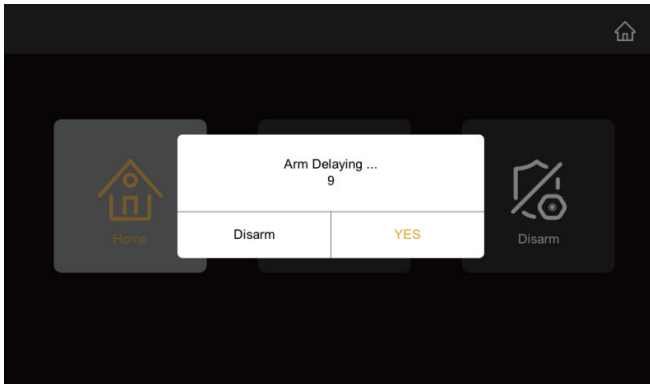 Arm Delaying ...
9
Disarm
YES
Home
Disarm